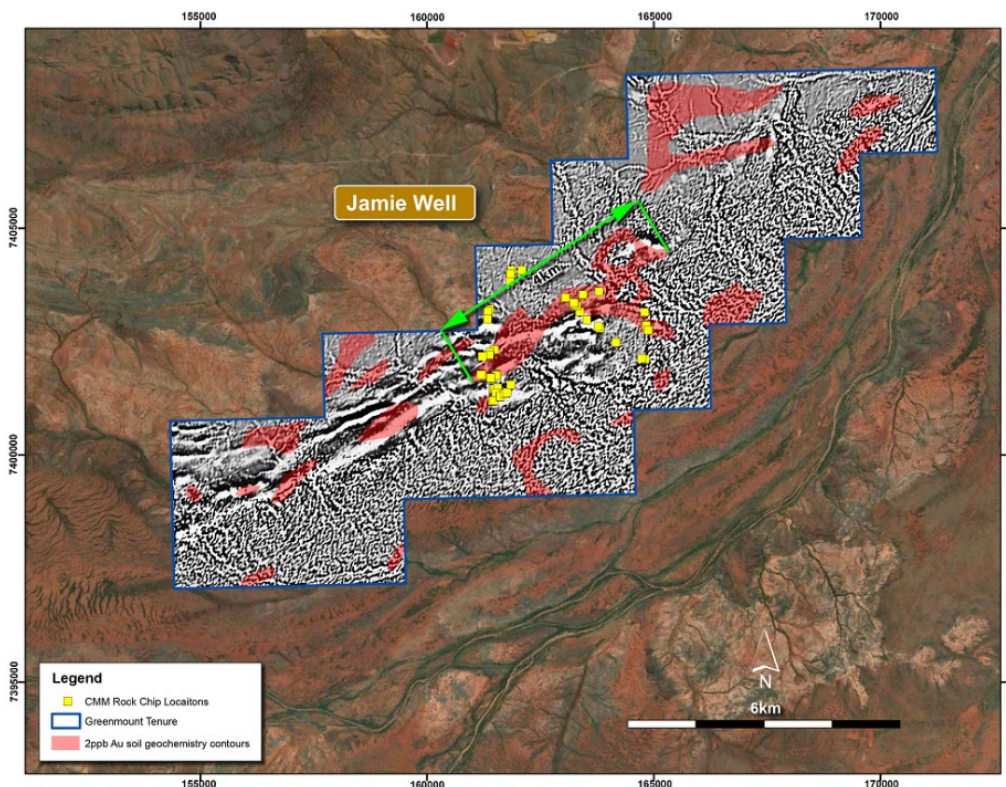 155000 160000 165000 170000
Jamie Well
4km
7405000
7400000
7395000
Legend
CMM Rock Chip Locaitons
Greenmount Tenure
2ppb Au soil geochemistry contours
N
6km
155000 160000 165000 170000